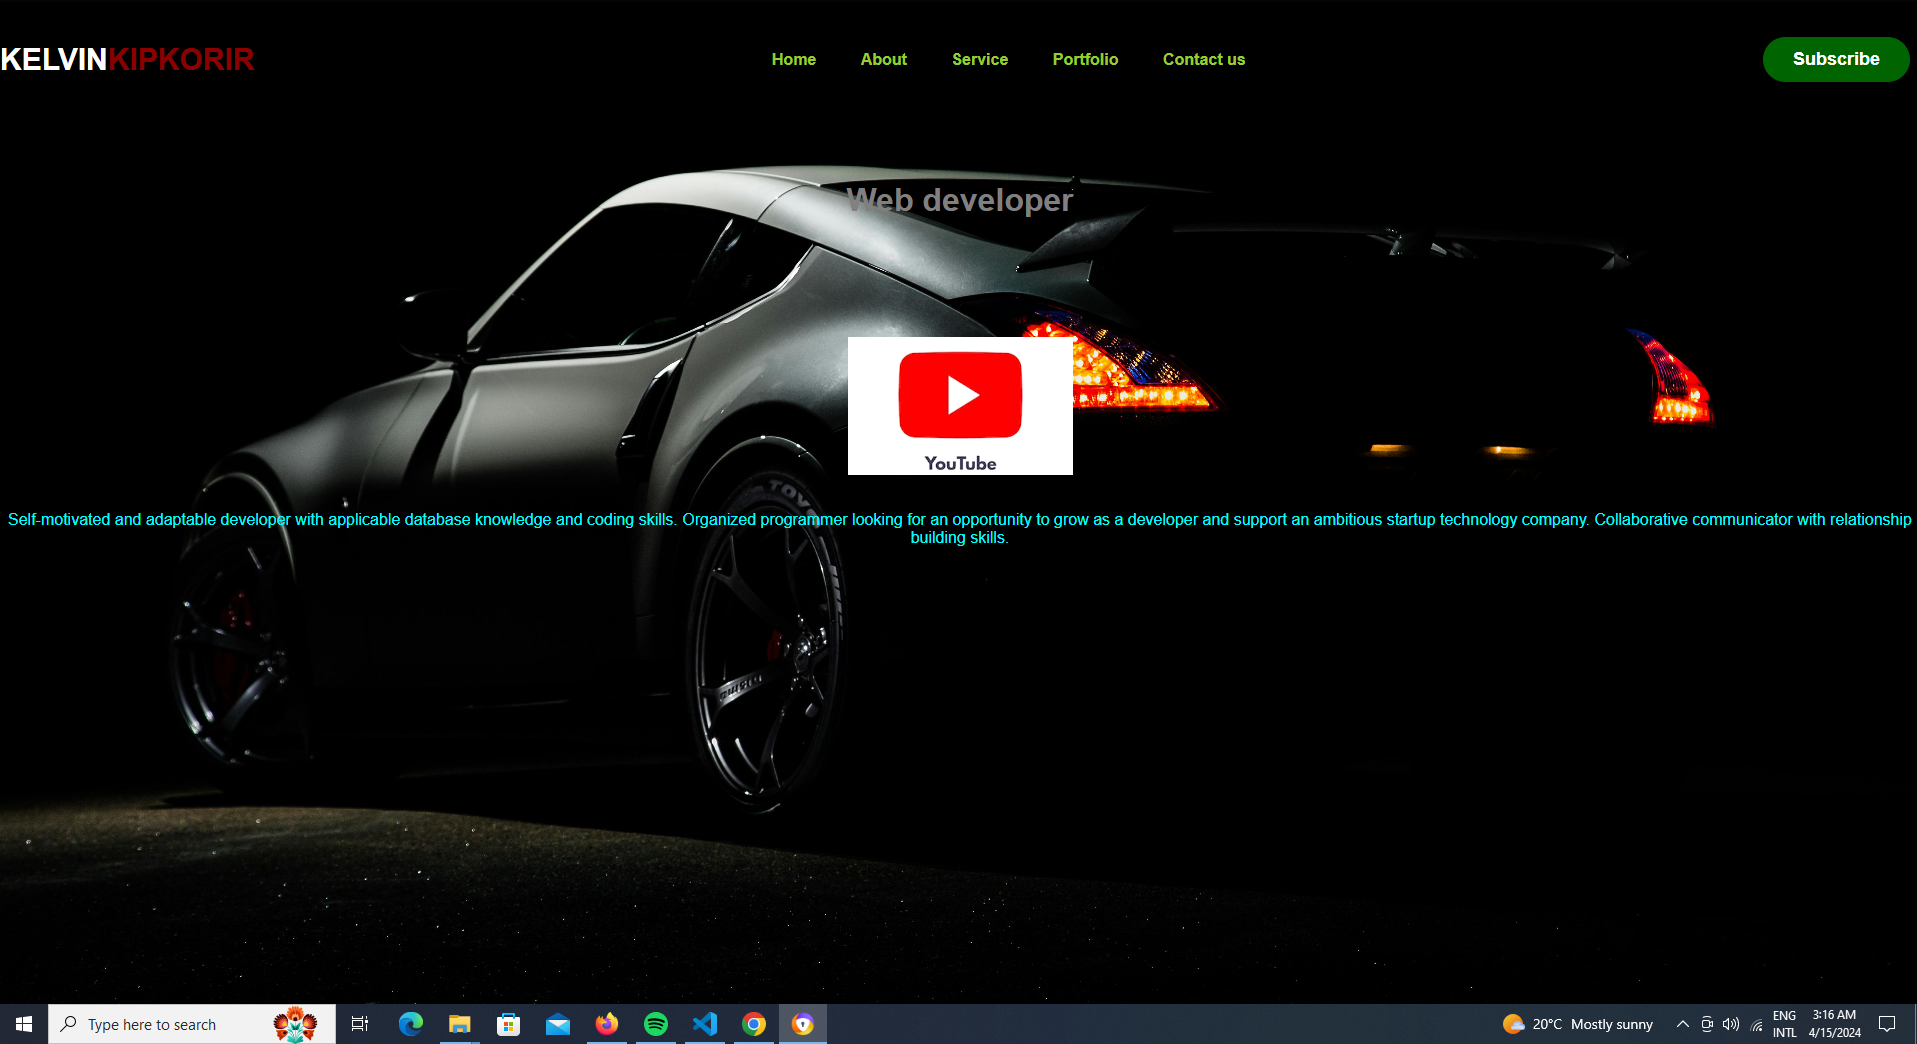 KELVINKIPKORIR
Home About Service Portfolio Contact us
Subscribe
Web developer
YouTube
TOYO
Self-motivated and adaptable developer with applicable database knowledge and coding skills. Organized programmer looking for an opportunity to grow as a developer and support an ambitious startup technology company. Collaborative communicator with relationship
building skills.
Type here to search
20°C Mostly sunny
ENG
INTL
3:16 AM
4/15/2024